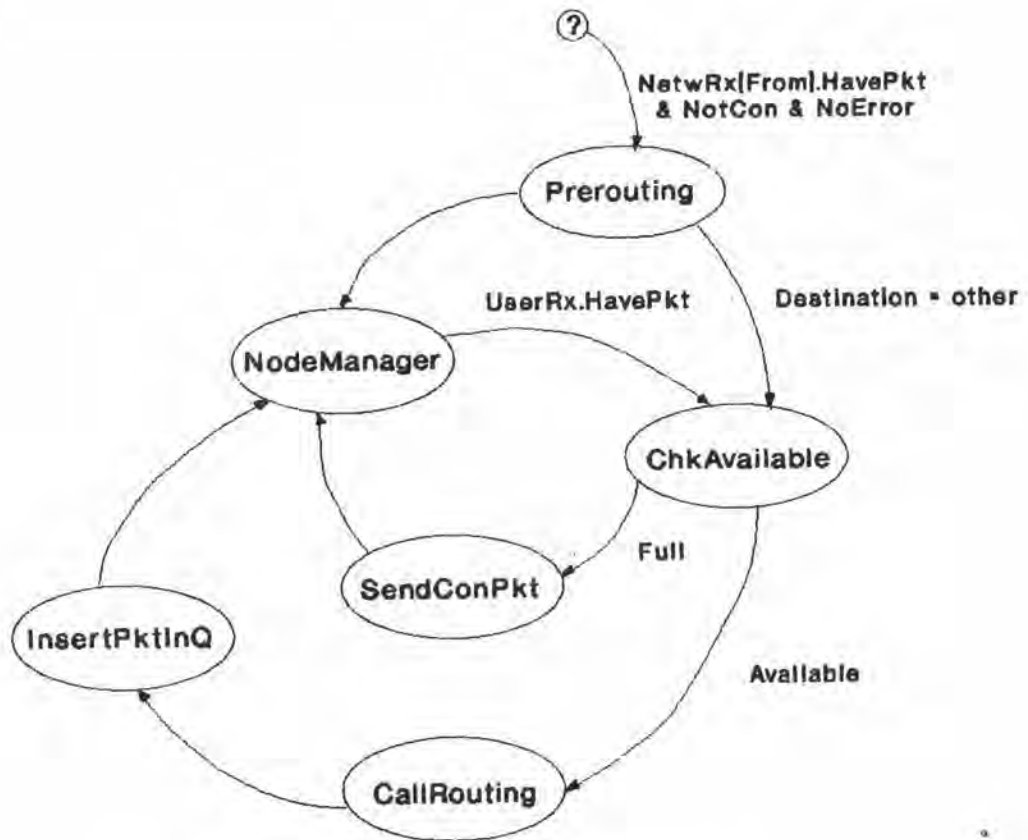 ?
NetwRx[From].HavePkt
& NotCon & NoError
Prerouting
UserRx.HavePkt
Destination = other
NodeManager
ChkAvailable
Full
SendConPkt
InsertPktInQ
Available
CallRouting